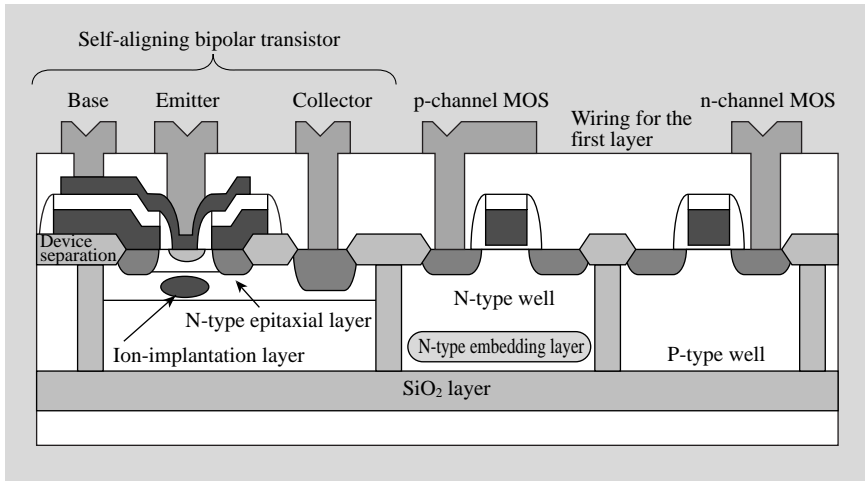 Self-aligning bipolar transistor
Base
Emitter
Collector
p-channel MOS
n-channel MOS
Wiring for the
first layer
Device
separation
N-type epitaxial layer
Ion-implantation layer
N-type well
N-type embedding layer
P-type well
SiO₂ layer